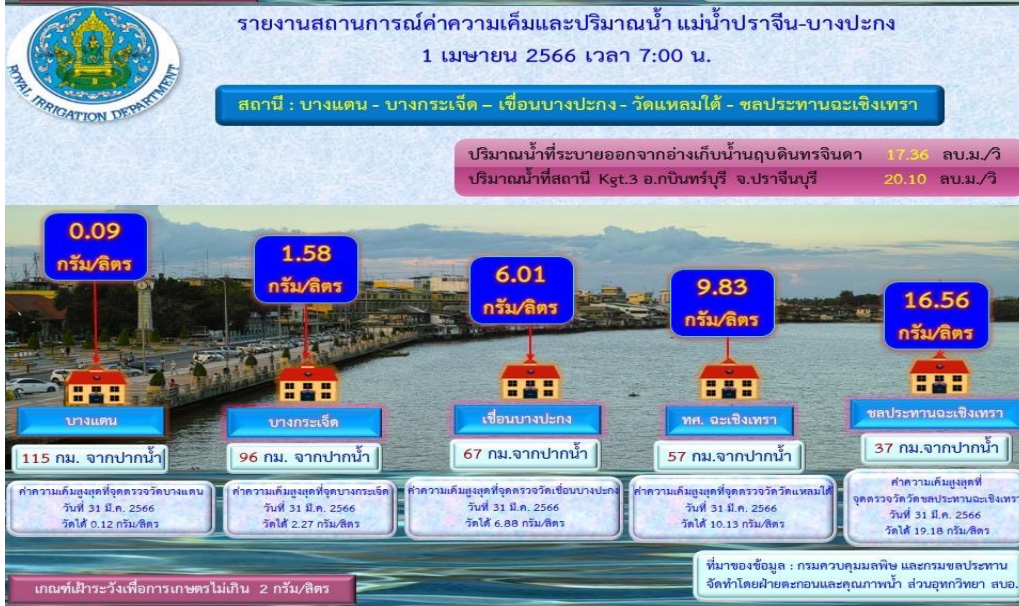 รายงานสถานการณ์ค่าความเค็มและปริมาณน้ำ แม่น้ำปราจีน-บางปะกง
1 เมษายน 2566 เวลา 7:00 น.
ROYAL IRRIGATION DEPARTMENT
สถานี : บางแตน - บางกระเจ็ด – เขื่อนบางปะกง - วัดแหลมใต้ - ชลประทานฉะเชิงเทรา
ปริมาณน้ำที่ระบายออกจากอ่างเก็บน้ำนฤบดินทรจินดา 17.36 ลบ.ม./วิ
ปริมาณน้ำที่สถานี Kgt.3 อ.กบินทร์บุรี จ.ปราจีนบุรี 20.10 ลบ.ม./วิ
0.09
กรัม/ลิตร
1.58
กรัม/ลิตร
6.01
กรัม/ลิตร
9.83
กรัม/ลิตร
16.56
กรัม/ลิตร
บางแตน
บางกระเจ็ด
เขื่อนบางปะกง
ทศ. ฉะเชิงเทรา
ชลประทานฉะเชิงเทรา
115 กม. จากปากน้ำ
96 กม. จากปากน้ำ
67 กม.จากปากน้ำ
57 กม.จากปากน้ำ
37 กม.จากปากน้ำ
ค่าความเค็มสูงสุดที่จุดตรวจวัดบางแตน
วันที่ 31 มี.ค. 2566
วัดได้ 0.12 กรัม/ลิตร
ค่าความเค็มสูงสุดที่จุดบางกระเจ็ด
วันที่ 31 มี.ค. 2566
วัดได้ 2.27 กรัม/ลิตร
ค่าความเค็มสูงสุดที่จุดตรวจวัดเขื่อนบางปะกง
วันที่ 31 มี.ค. 2566
วัดได้ 6.88 กรัม/ลิตร
ค่าความเค็มสูงสุดที่จุดตรวจวัดวัดแหลมใต้
วันที่ 31 มี.ค. 2566
วัดได้ 10.13 กรัม/ลิตร
ค่าความเค็มสูงสุดที่
จุดตรวจวัดวัดชลประทานฉะเชิงเทรา
วันที่ 31 มี.ค. 2566
วัดได้ 19.18 กรัม/ลิตร
เกณฑ์เฝ้าระวังเพื่อการเกษตรไม่เกิน 2 กรัม/ลิตร
ที่มาของข้อมูล : กรมควบคุมมลพิษ และกรมชลประทาน
จัดทำโดยฝ่ายตะกอนและคุณภาพน้ำ ส่วนอุทกวิทยา สบอ.